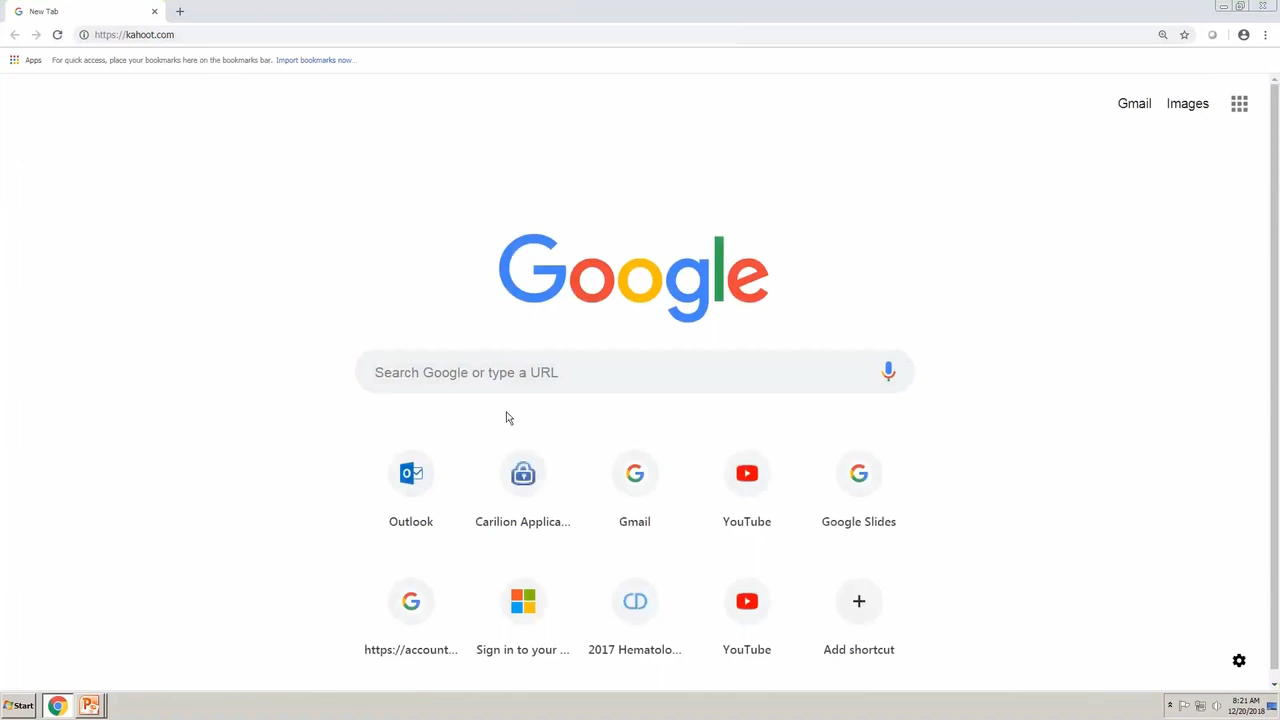 New Tab
https://kahoot.com
Apps For quick access, place your bookmarks here on the bookmarks bar. Import bookmarks now...
Gmail Images
Google
Search Google or type a URL
Outlook Carilion Applica... Gmail YouTube Google Slides
https://account... Sign in to your ... 2017 Hematolo... YouTube Add shortcut
Start
8:21 AM
12/20/2018